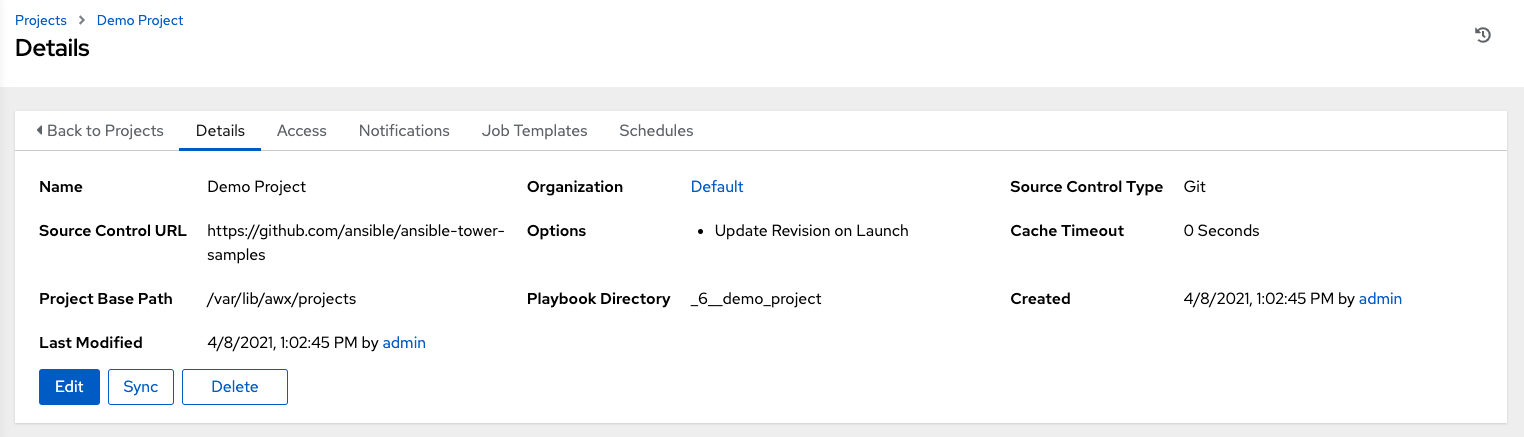 Projects > Demo Project
Details
Back to Projects Details Access Notifications Job Templates Schedules
Name Demo Project Organization Default Source Control Type Git
Source Control URL https://github.com/ansible/ansible-tower- Options • Update Revision on Launch Cache Timeout 0 Seconds
samples
Project Base Path /var/lib/awx/projects Playbook Directory _6__demo_project Created 4/8/2021, 1:02:45 PM by admin
Last Modified 4/8/2021, 1:02:45 PM by admin
Edit Sync Delete